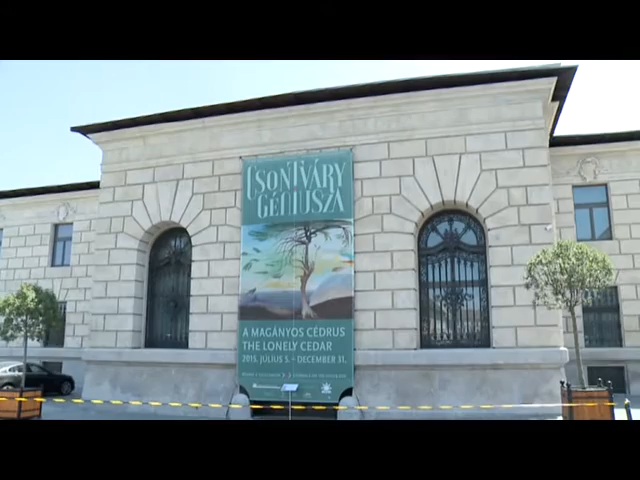 CSONTVÁRY
GÉNIUSZA
A MAGÁNYOS CÉDRUS
THE LONELY CEDAR
2015. JÚLIUS 5. - DECEMBER 31.